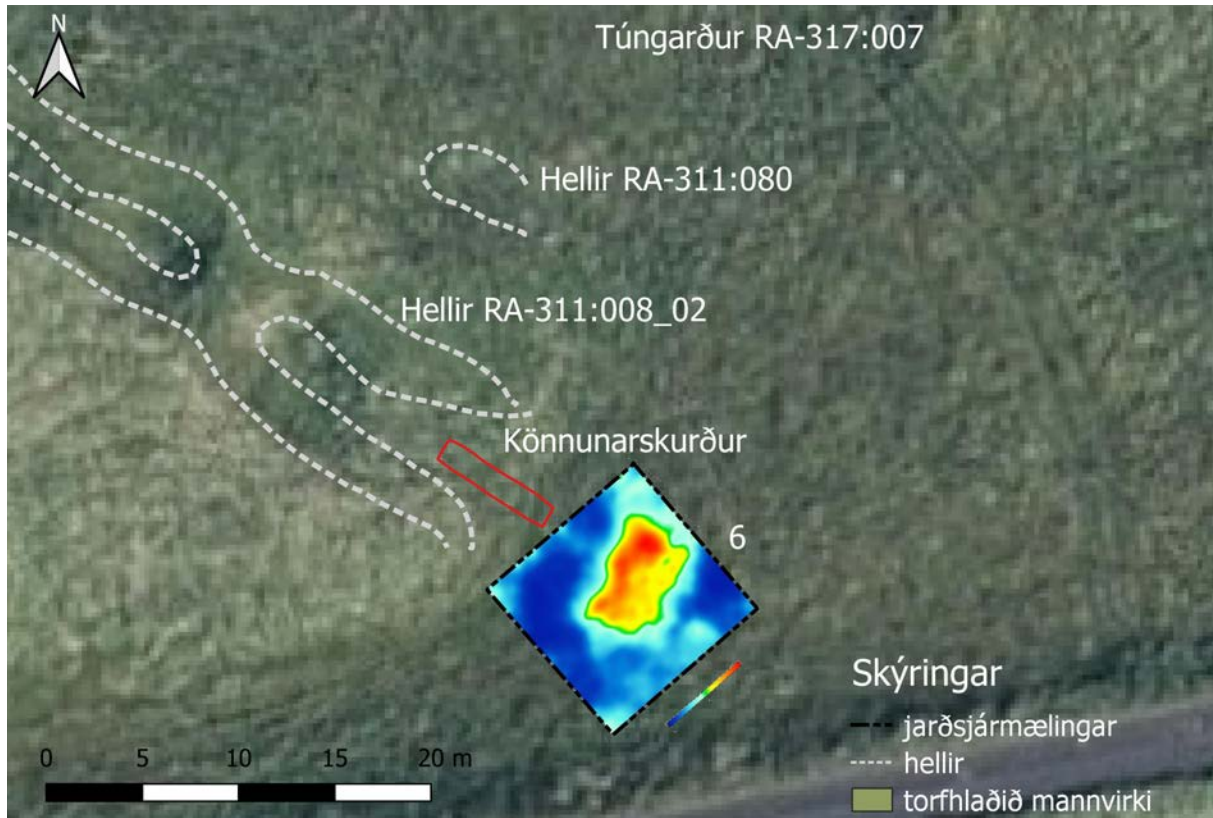 N
Túngarður RA-317:007
Hellir RA-311:080
Hellir RA-311:008_02
Könnunarskurður
6
Skýringar
jarðsjármælingar
hellir
torfhlaðið mannvirki
0 5 10 15 20 m